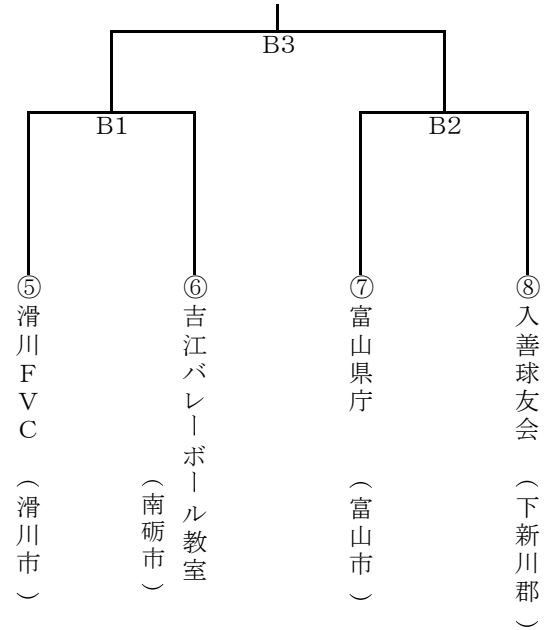 B3
B1
B2
⑤滑川FVC（滑川市）
⑥吉江バレーボール教室
（南砺市）
⑦富山県庁（富山市）
⑧入善球友会（下新川郡）